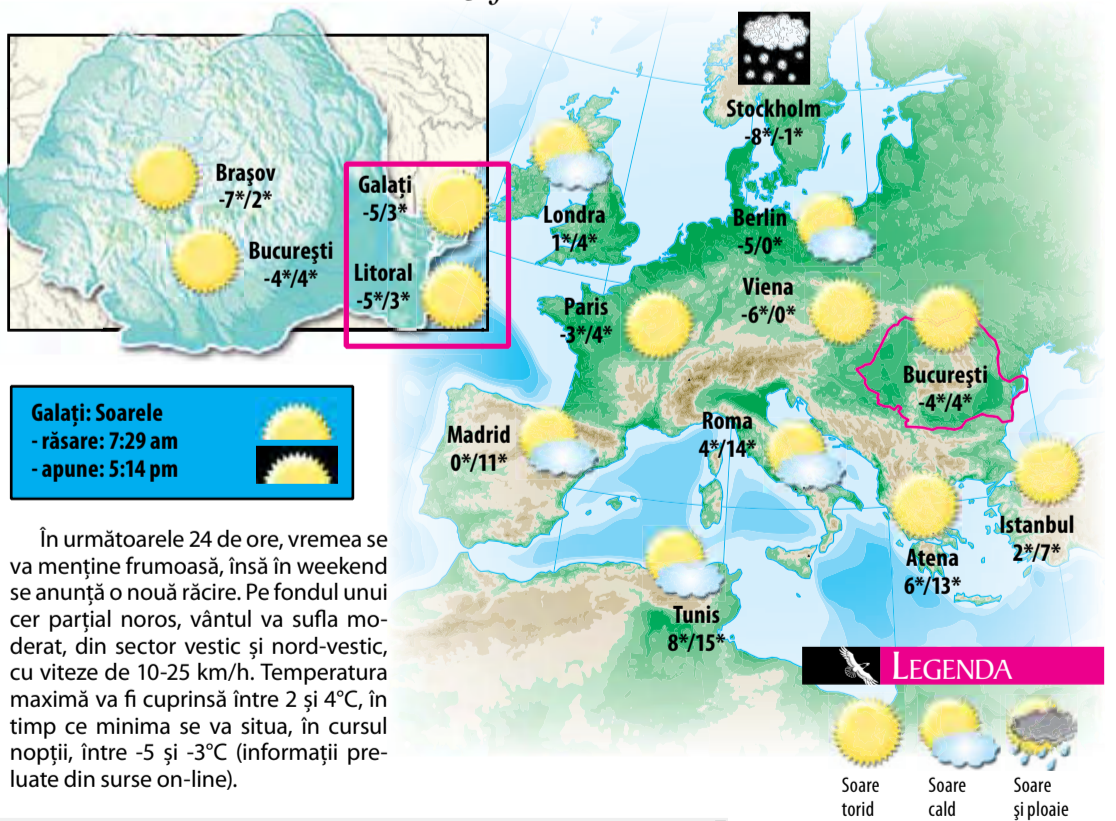 Stockholm
-8*/-1*
Brașov
-7*/2*
Galați
-5/3*
București
-4*/4*
Litoral
-5*/3*
Londra
1*/4*
Berlin
-5/0*
Viena
-6*/0*
Paris
-3*/4*
București
-4*/4*
Galați: Soarele
- răsare: 7:29 am
- apune: 5:14 pm
Madrid
0*/11*
Roma
4*/14*
Istanbul
2*/7*
Atena
6*/13*
Tunis
8*/15*
În următoarele 24 de ore, vremea se
va menține frumoasă, însă în weekend
se anunță o nouă răcire. Pe fondul unui
cer parțial noros, vântul va sufla mo-
derat, din sector vestic și nord-vestic,
cu viteze de 10-25 km/h. Temperatura
maximă va fi cuprinsă între 2 și 4°C, în
timp ce minima se va situa, în cursul
nopții, între -5 și -3°C (informații pre-
luate din surse on-line).
LEGENDA
Soare
torid
Soare
cald
Soare
și ploaie